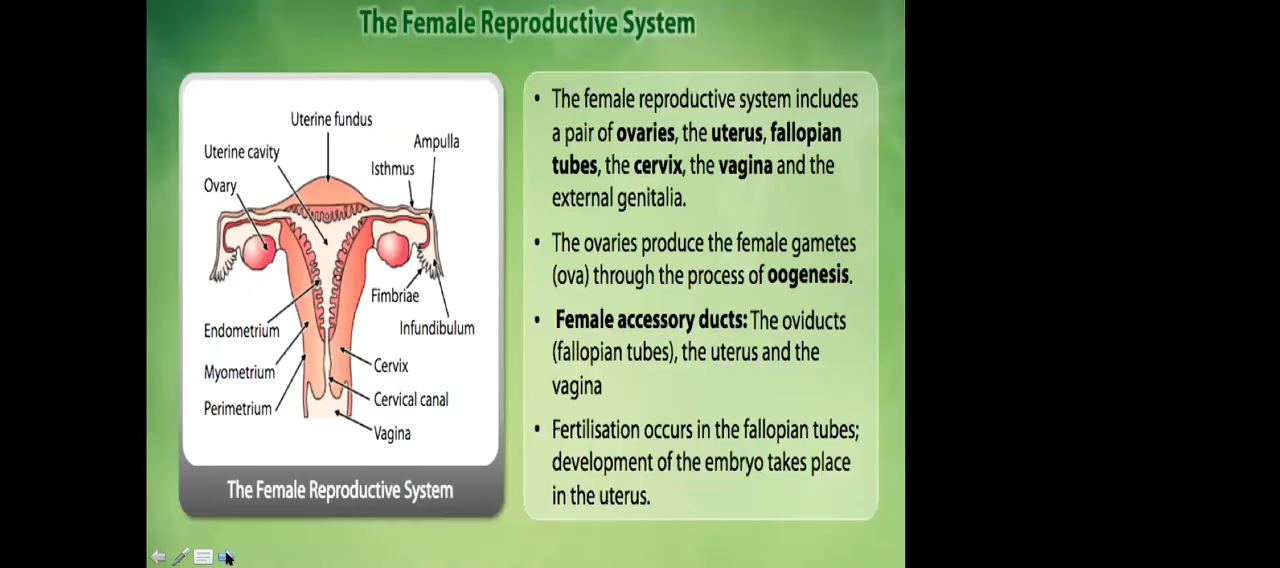 The Female Reproductive System
Uterine fundus
Ampulla
Uterine cavity
Isthmus
Ovary
Fimbriae
Infundibulum
Endometrium
Cervix
Myometrium
Cervical canal
Perimetrium
Vagina
The Female Reproductive System
• The female reproductive system includes
a pair of ovaries, the uterus, fallopian
tubes, the cervix, the vagina and the
external genitalia.
• The ovaries produce the female gametes
(ova) through the process of oogenesis.
• Female accessory ducts: The oviducts
(fallopian tubes), the uterus and the
vagina
• Fertilisation occurs in the fallopian tubes;
development of the embryo takes place
in the uterus.